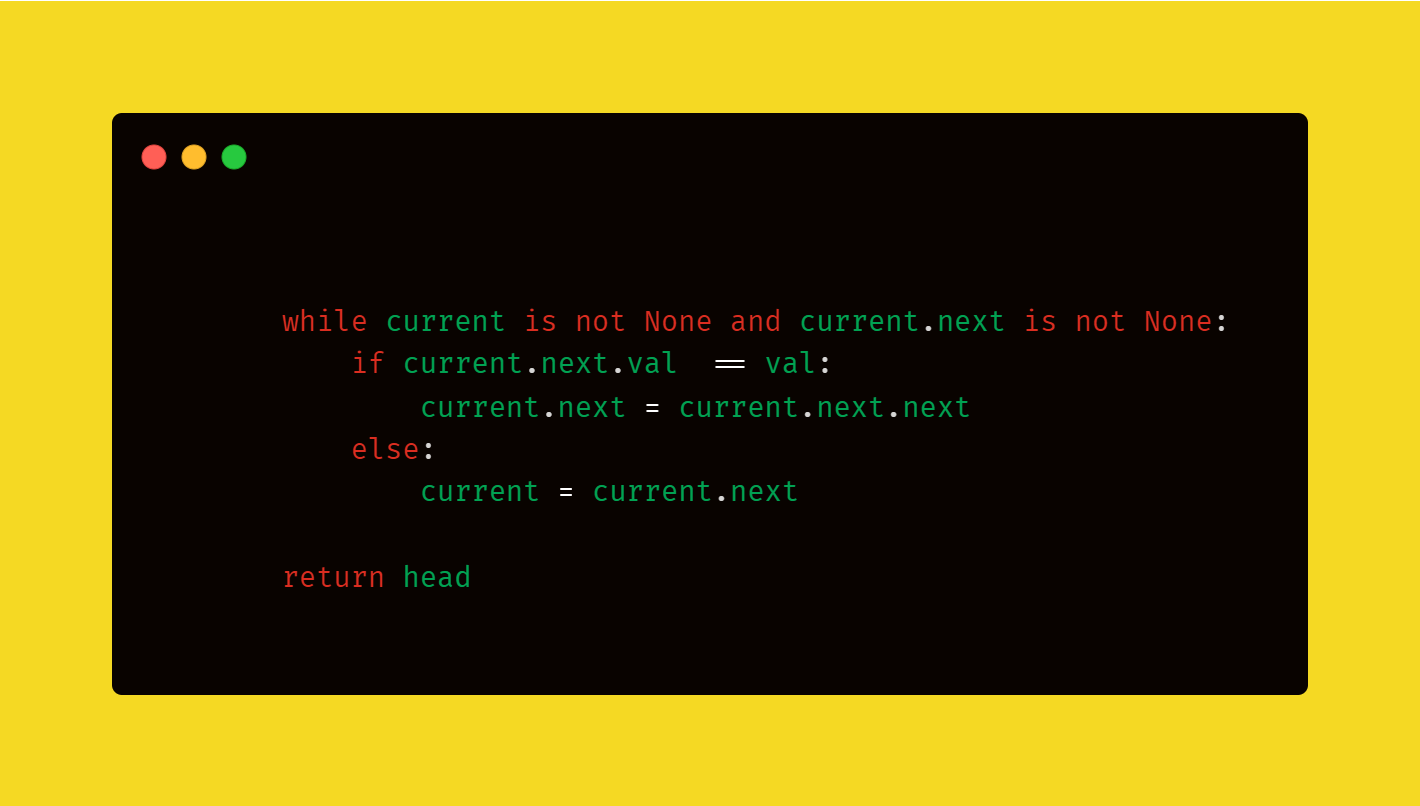 while current is not None and current.next is not None:
    if current.next.val  == val:
        current.next = current.next.next
    else:
        current = current.next
return head